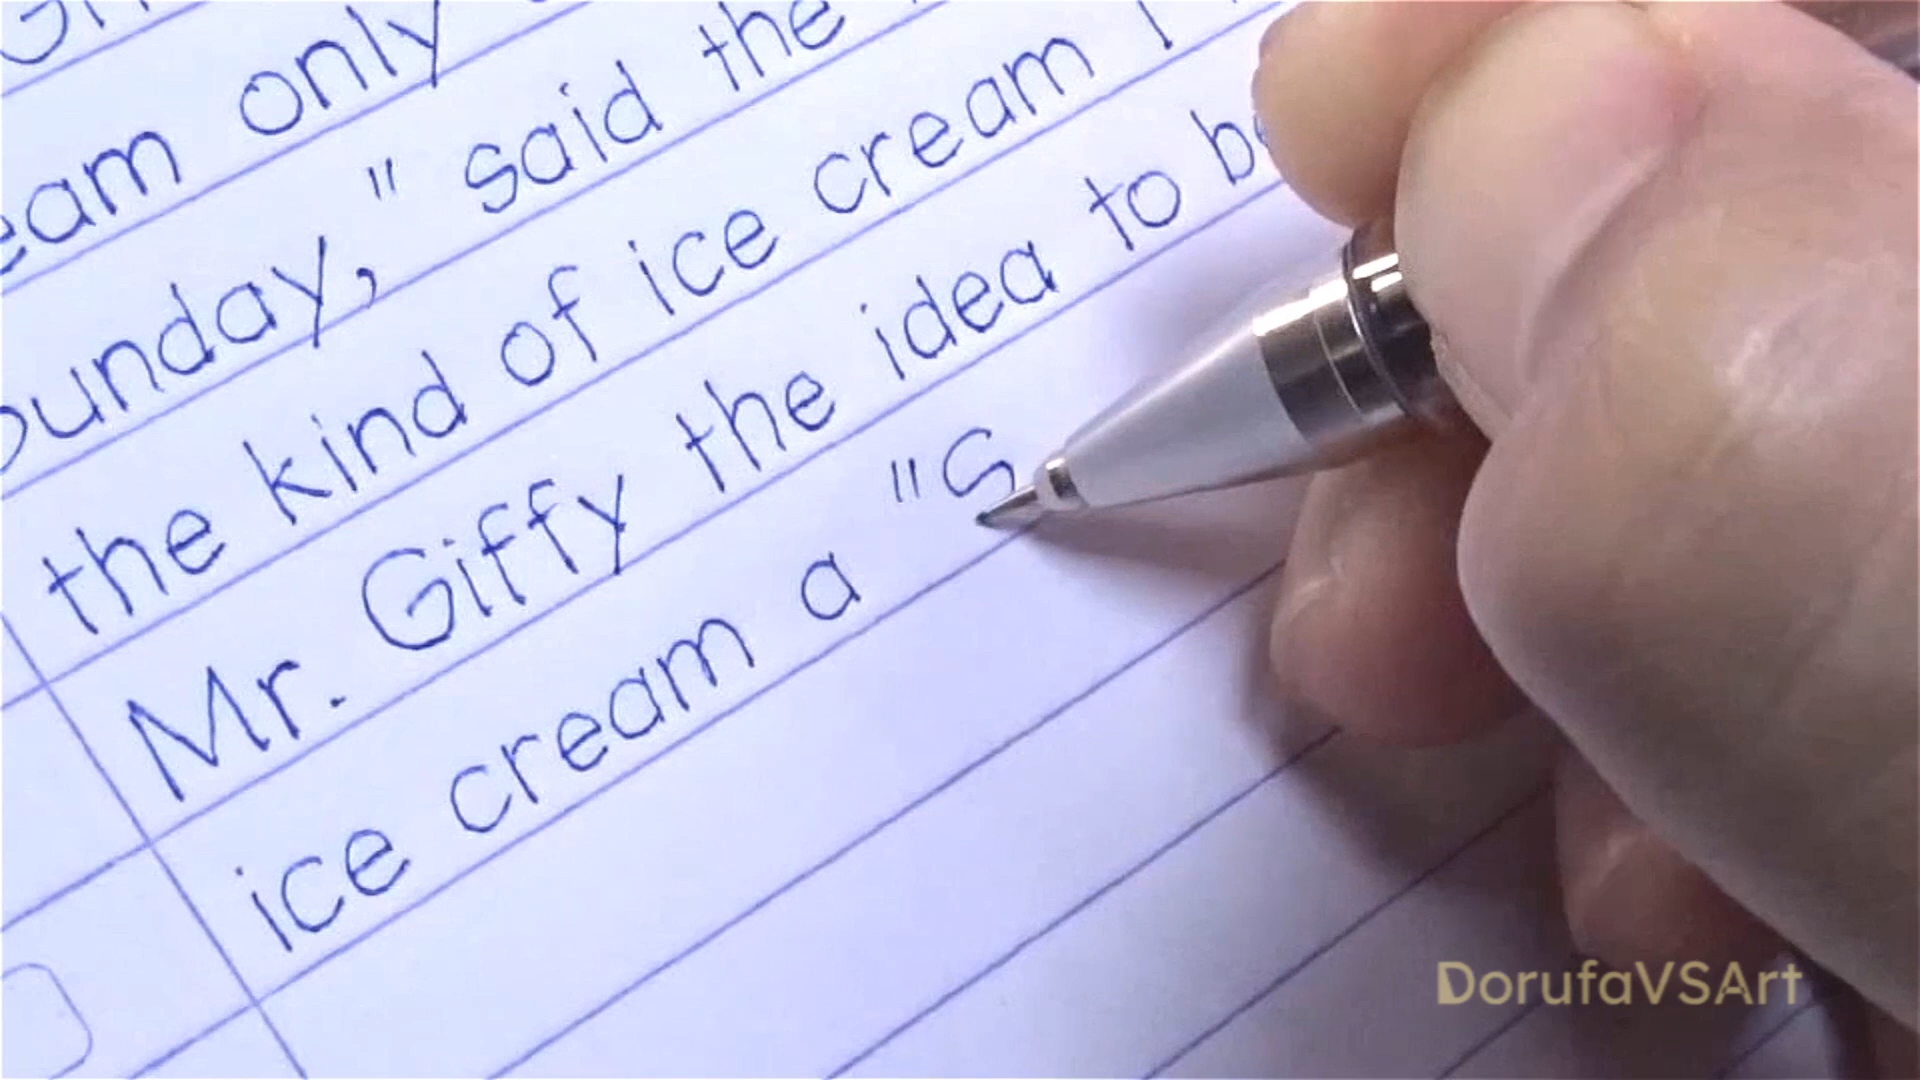 only
eam only
sunday," said the
the kind of ice cream I
Mr. Giffy the idea to be
ice cream a "S
DorufaVSArt